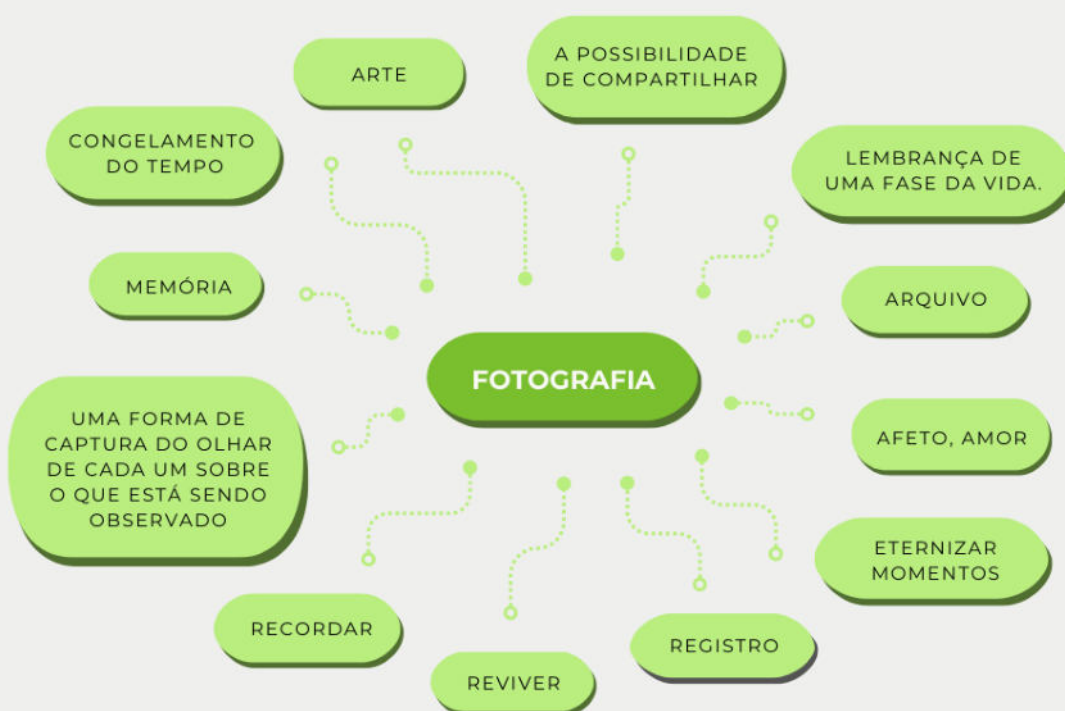 ARTE
A POSSIBILIDADE
DE COMPARTILHAR
CONGELAMENTO
DO TEMPO
LEMBRANÇA DE
UMA FASE DA VIDA.
MEMÓRIA
ARQUIVO
FOTOGRAFIA
UMA FORMA DE
CAPTURA DO OLHAR
DE CADA UM SOBRE
O QUE ESTÁ SENDO
OBSERVADO
AFETO, AMOR
ETERNIZAR
MOMENTOS
RECORDAR
REGISTRO
REVIVER